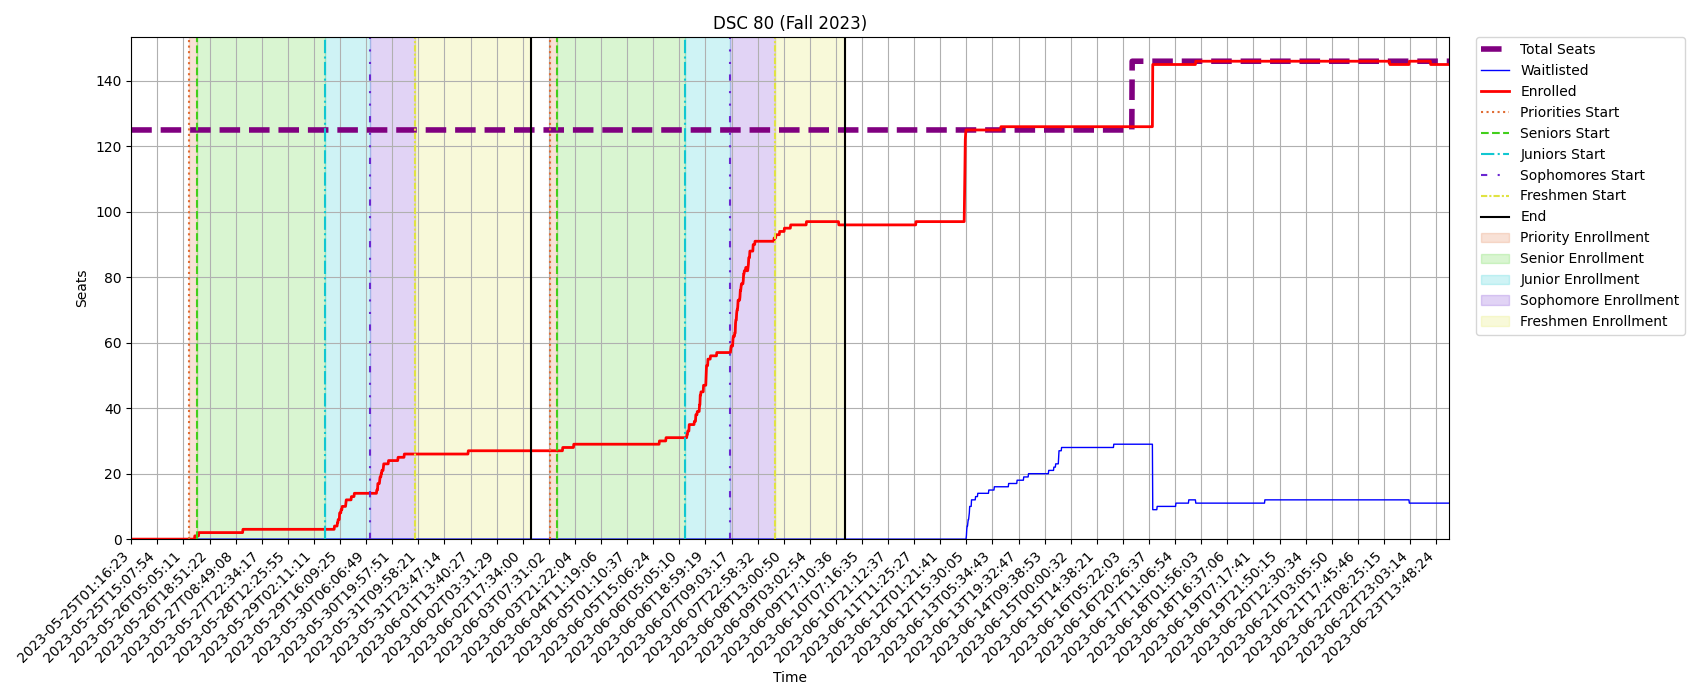 DSC 80 (Fall 2023)
Total Seats
Waitlisted
Enrolled
Priorities Start
Seniors Start
Juniors Start
Sophomores Start
Freshmen Start
End
Priority Enrollment
Senior Enrollment
Junior Enrollment
Sophomore Enrollment
Freshmen Enrollment
Seats
140
120
100
80
60
40
20
0
2023-05-25T01:16:23
2023-05-25T15:07:54
2023-05-26T05:05:11
2023-05-26T18:51:22
2023-05-27T08:49:08
2023-05-27T22:34:17
2023-05-28T12:25:53
2023-05-29T02:11:11
2023-05-29T16:09:25
2023-05-30T06:06:49
2023-05-30T19:57:51
2023-05-31T09:58:21
2023-05-31T23:47:14
2023-06-01T13:40:27
2023-06-02T03:31:29
2023-06-02T17:34:00
2023-06-03T07:31:02
2023-06-03T21:22:04
2023-06-04T11:19:06
2023-06-05T01:10:37
2023-06-05T15:06:24
2023-06-06T05:05:10
2023-06-06T18:59:19
2023-06-07T09:03:17
2023-06-07T22:58:32
2023-06-08T13:00:50
2023-06-09T03:02:54
2023-06-09T17:10:36
2023-06-10T07:16:35
2023-06-10T21:12:37
2023-06-11T11:25:27
2023-06-12T01:21:41
2023-06-12T15:30:05
2023-06-13T05:34:43
2023-06-13T19:32:47
2023-06-14T09:38:53
2023-06-15T00:00:32
2023-06-15T14:38:21
2023-06-16T05:22:03
2023-06-16T20:26:37
2023-06-17T11:06:54
2023-06-18T01:56:03
2023-06-18T16:37:06
2023-06-19T07:17:41
2023-06-19T21:50:15
2023-06-20T12:30:34
2023-06-21T03:05:50
2023-06-21T17:45:46
2023-06-22T08:25:15
2023-06-22T23:03:14
2023-06-23T13:48:24
Time